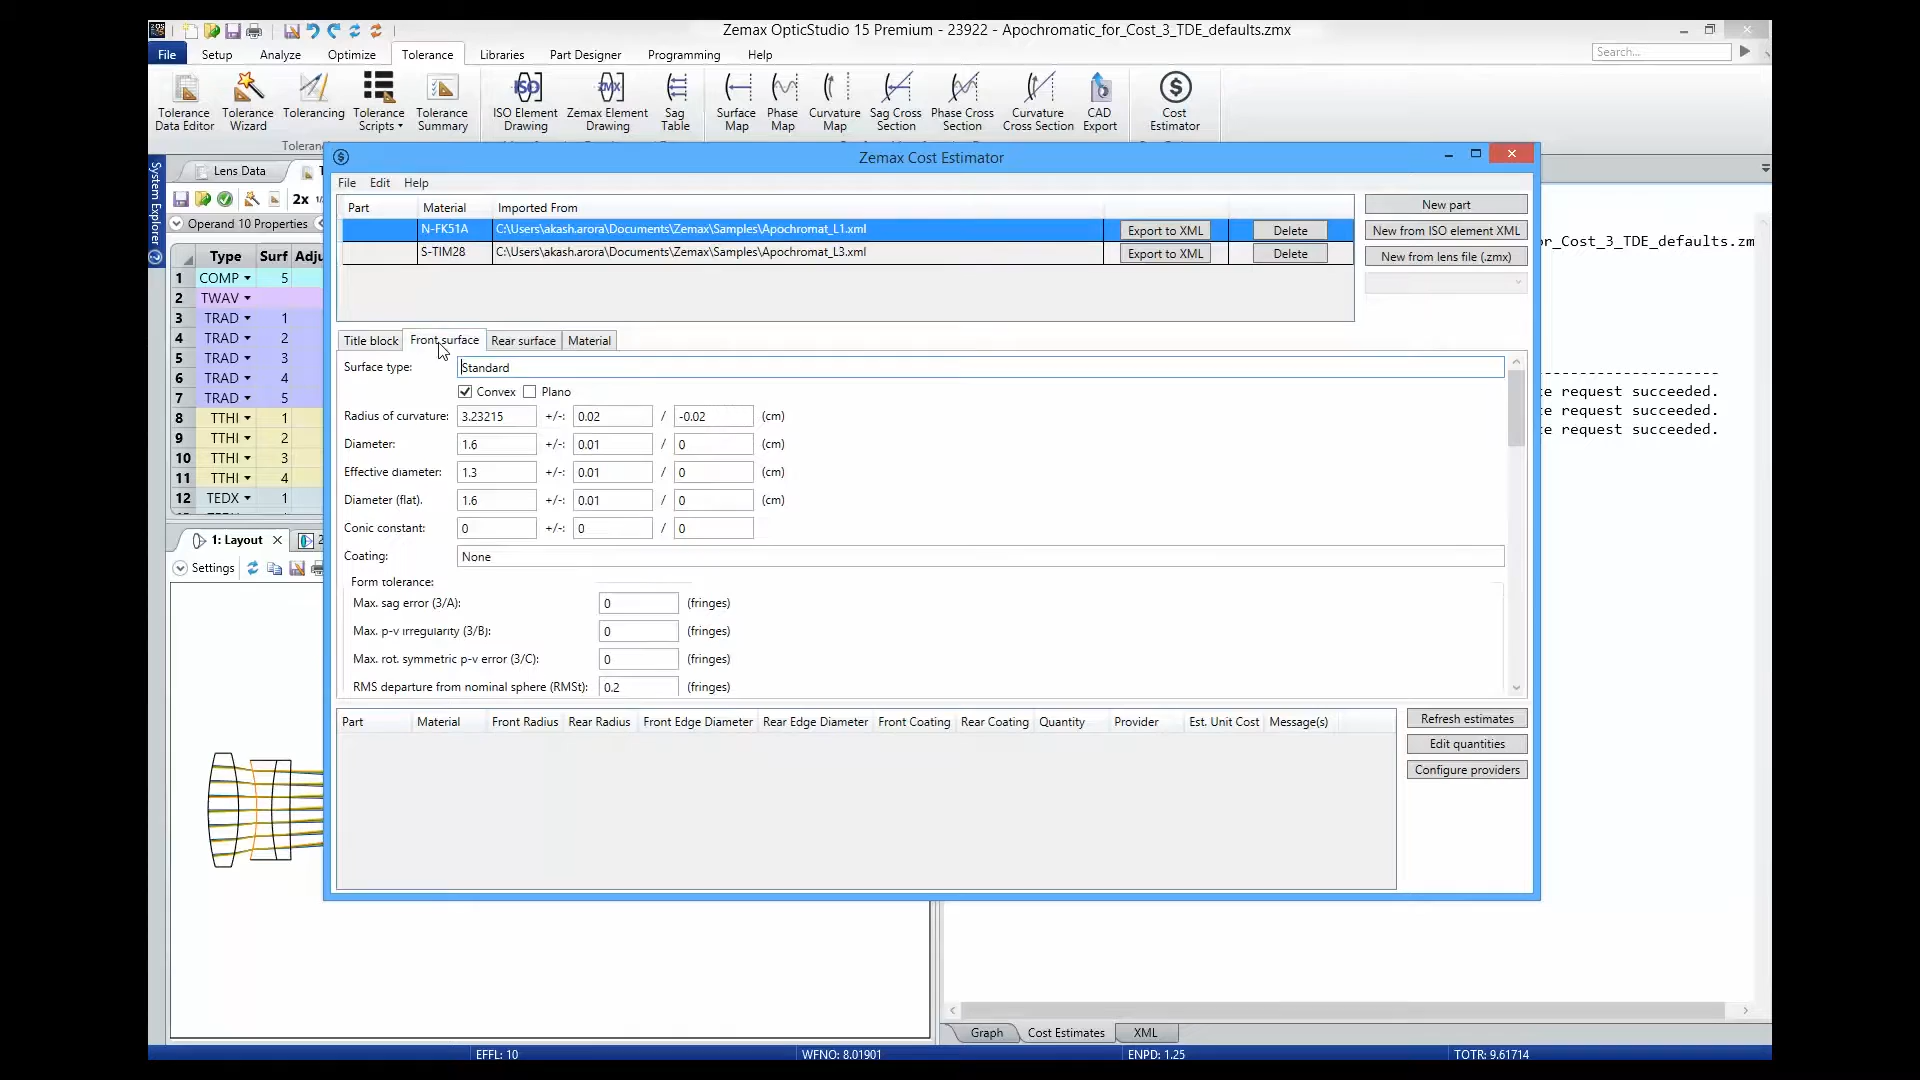 Zemax OpticStudio 15 Premium - 23922 - Apochromatic_for_Cost_3_TDE_defaults.zmx
File Setup Analyze Optimize Tolerance Libraries Part Designer Programming Help Search...
Tolerance Data Editor
Tolerance Wizard
Tolerancing
Tolerance Scripts
Tolerance Summary
ISO Element Drawing
Zemax Element Drawing
Sag Table
Surface Map
Phase Map
Curvature Map
Sag Cross Section
Phase Cross Section
Curvature Cross Section
CAD Export
Cost Estimator
Toleran
Zemax Cost Estimator
System Explorer
Lens Data
2x
Operand 10 Properties
Type Surf Adju
1 COMP 5
2 TWAV
3 TRAD 1
4 TRAD 2
5 TRAD 3
6 TRAD 4
7 TRAD 5
8 TTHI 1
9 TTHI 2
10 TTHI 3
11 TTHI 4
12 TEDX 1
1: Layout 2
Settings
File Edit Help
Part Material Imported From
N-FK51A C:\Users\akash.arora\Documents\Zemax\Samples\Apochromat_L1.xml Export to XML Delete
S-TIM28 C:\Users\akash.arora\Documents\Zemax\Samples\Apochromat_L3.xml Export to XML Delete
New part
New from ISO element XML
New from lens file (.zmx)
Title block Front surface Rear surface Material
Surface type: Standard
Convex Plano
Radius of curvature: 3.23215 +/-: 0.02 / -0.02 (cm)
Diameter: 1.6 +/-: 0.01 / 0 (cm)
Effective diameter: 1.3 +/-: 0.01 / 0 (cm)
Diameter (flat). 1.6 +/-: 0.01 / 0 (cm)
Conic constant: 0 +/-: 0 / 0
Coating: None
Form tolerance:
Max. sag error (3/A): 0 (fringes)
Max. p-v irregularity (3/B): 0 (fringes)
Max. rot. symmetric p-v error (3/C): 0 (fringes)
RMS departure from nominal sphere (RMSt): 0.2 (fringes)
Part Material Front Radius Rear Radius Front Edge Diameter Rear Edge Diameter Front Coating Rear Coating Quantity Provider Est. Unit Cost Message(s)
Refresh estimates
Edit quantities
Configure providers
or_Cost_3_TDE_defaults.zm
--------------------
te request succeeded.
te request succeeded.
te request succeeded.
Graph Cost Estimates XML
EFFL: 10 WFNO: 8.01901 ENPD: 1.25 TOTR: 9.61714